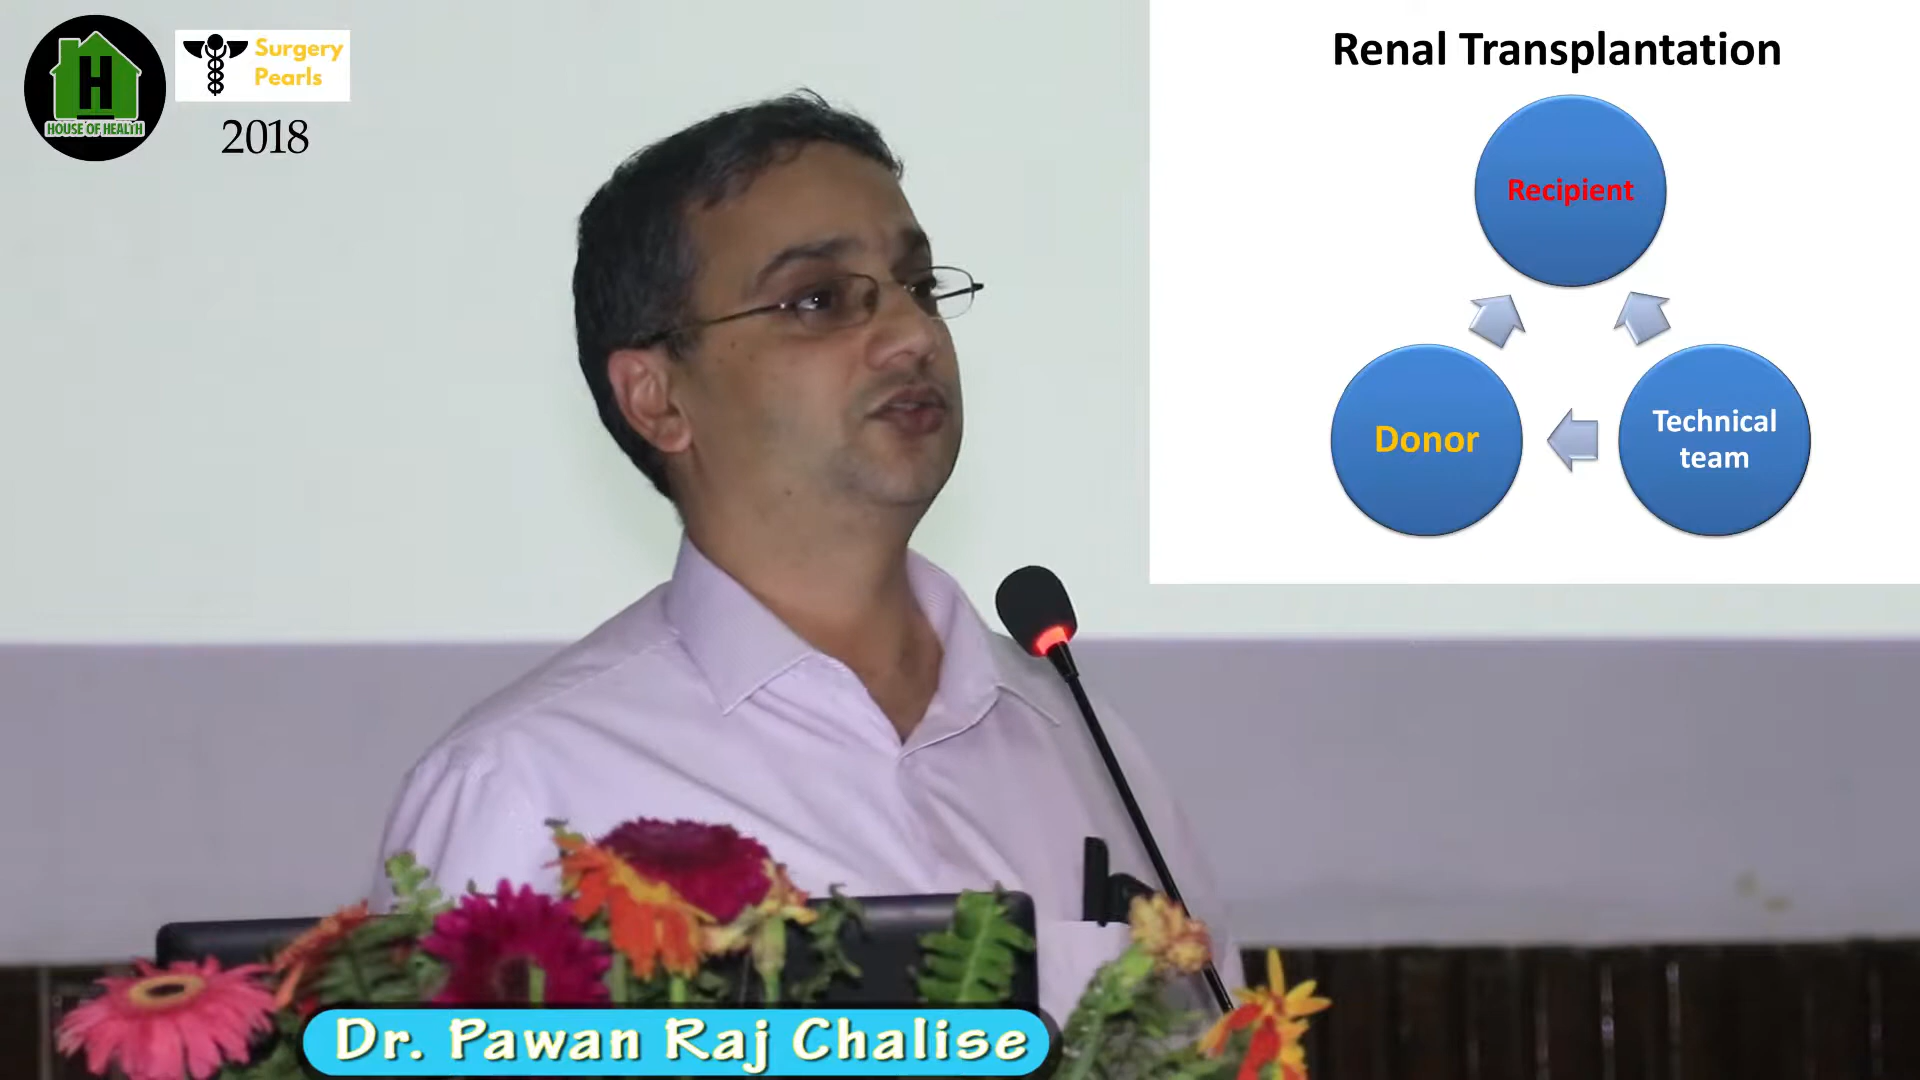 H
HOUSE OF HEALTH
Surgery
Pearls
2018
Renal Transplantation
Recipient
Donor
Technical
team
Dr. Pawan Raj Chalise